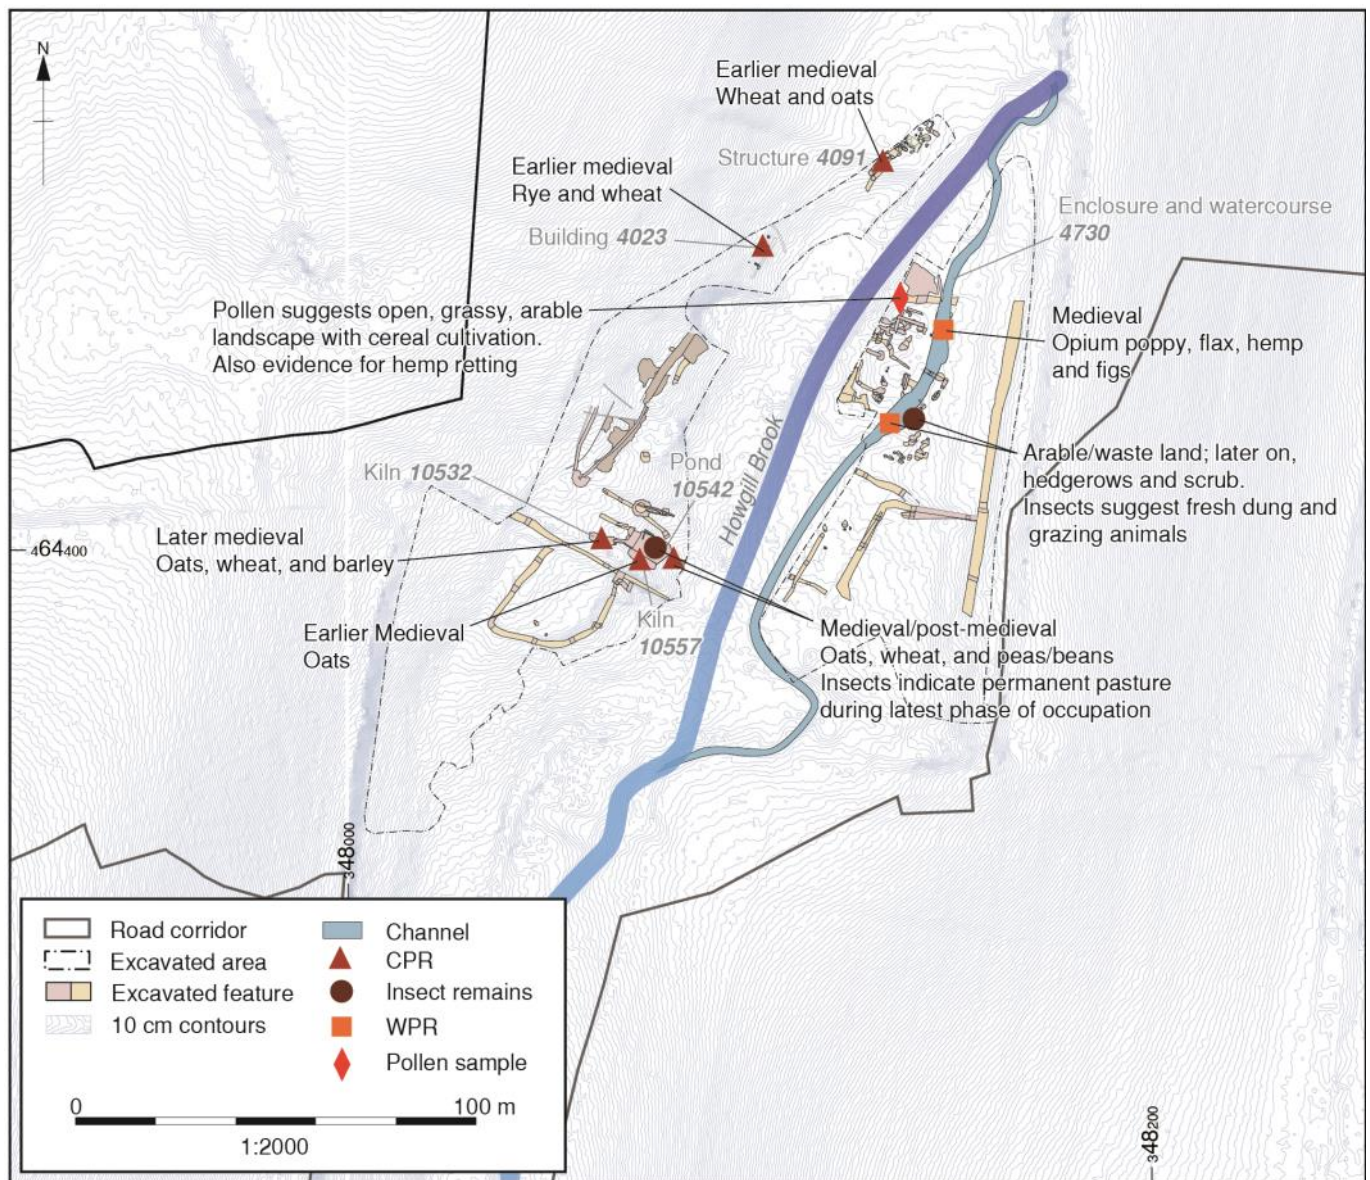 N
Earlier medieval
Wheat and oats
Structure 4091
Earlier medieval
Rye and wheat
Building 4023
Enclosure and watercourse
4730
Pollen suggests open, grassy, arable
landscape with cereal cultivation.
Also evidence for hemp retting
Medieval
Opium poppy, flax, hemp
and figs
Howgill Brook
Kiln 10532
Pond
10542
Arable/waste land; later on,
hedgerows and scrub.
Insects suggest fresh dung and
grazing animals
464400
Later medieval
Oats, wheat, and barley
Earlier Medieval
Oats
Kiln
10557
Medieval/post-medieval
Oats, wheat, and peas/beans
Insects indicate permanent pasture
during latest phase of occupation
348000
348200
Road corridor
Excavated area
Excavated feature
10 cm contours
Channel
CPR
Insect remains
WPR
Pollen sample
0 100 m
1:2000